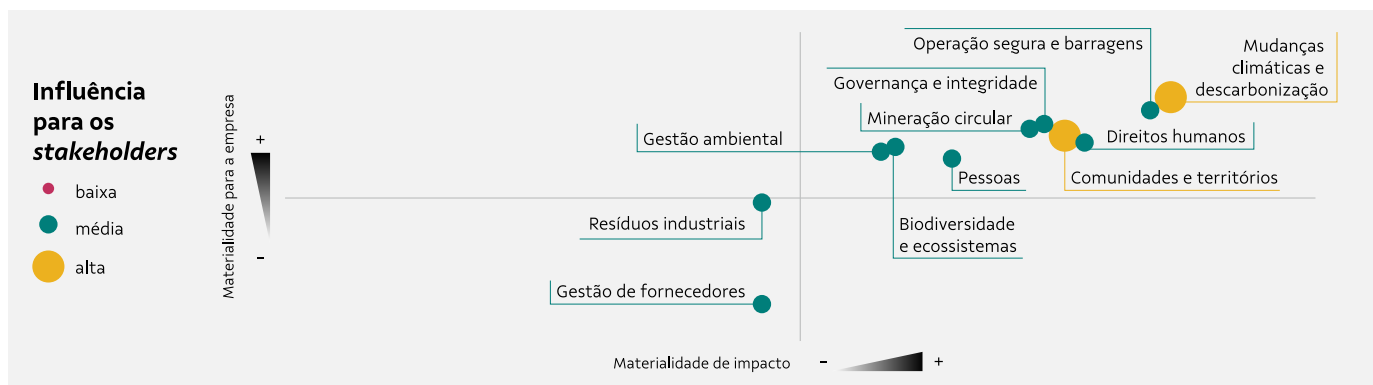 Influência
para os
stakeholders
baixa
média
alta
Materialidade para a empresa
+
-
Operação segura e barragens
Mudanças
climáticas e
descarbonização
Governança e integridade
Mineração circular
Gestão ambiental
Direitos humanos
Pessoas
Comunidades e territórios
Resíduos industriais
Biodiversidade
e ecossistemas
Gestão de fornecedores
Materialidade de impacto - +